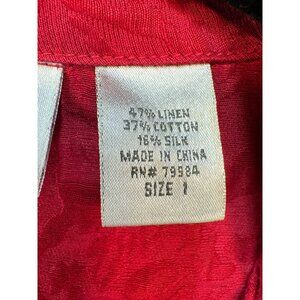 47% LINEN
37% COTTON
16% SILK
MADE IN CHINA
RN# 79984
SIZE 1